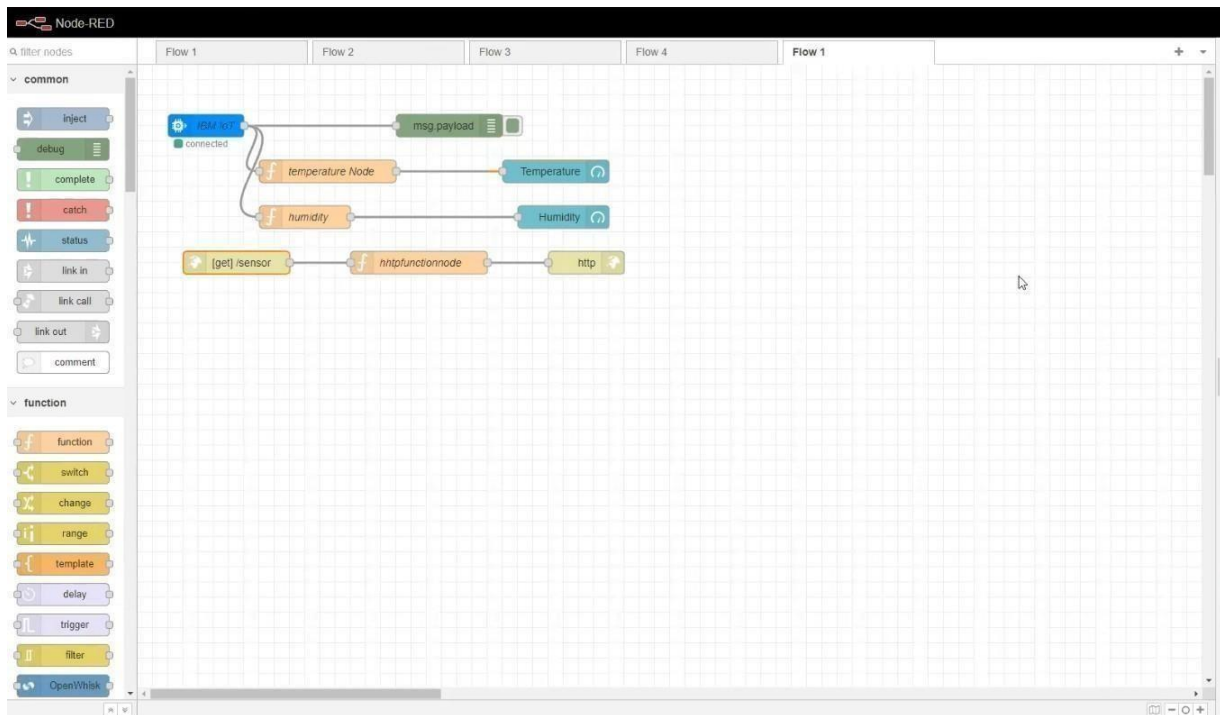 Node-RED
filter nodes
Flow 1
Flow 2
Flow 3
Flow 4
Flow 1
common
inject
debug
complete
catch
status
link in
link call
link out
comment
function
function
switch
change
range
template
delay
trigger
filter
OpenWhisk
IBM IoT
connected
msg.payload
temperature Node
Temperature
humidity
Humidity
[get] /sensor
hhtpfunctionnode
http